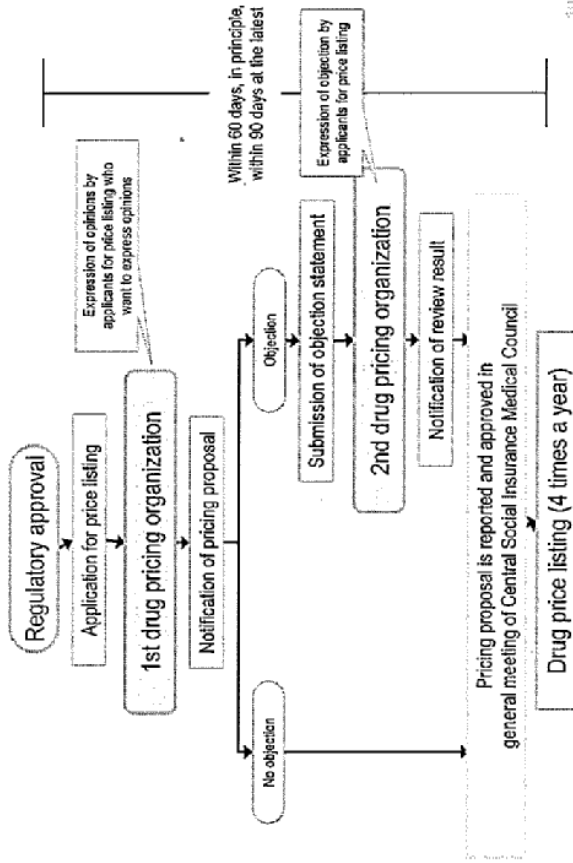 Regulatory approval
Application for price listing
Expression of opinions by
applicants for price listing who
want to express opinions
1st drug pricing organization
Notification of pricing proposal
No objection
Objection
Submission of objection statement
Within 60 days, in principle,
within 90 days at the latest
Expression of objection by
applicants for price listing
2nd drug pricing organization
Notification of review result
Pricing proposal is reported and approved in
general meeting of Central Social Insurance Medical Council
Drug price listing (4 times a year)